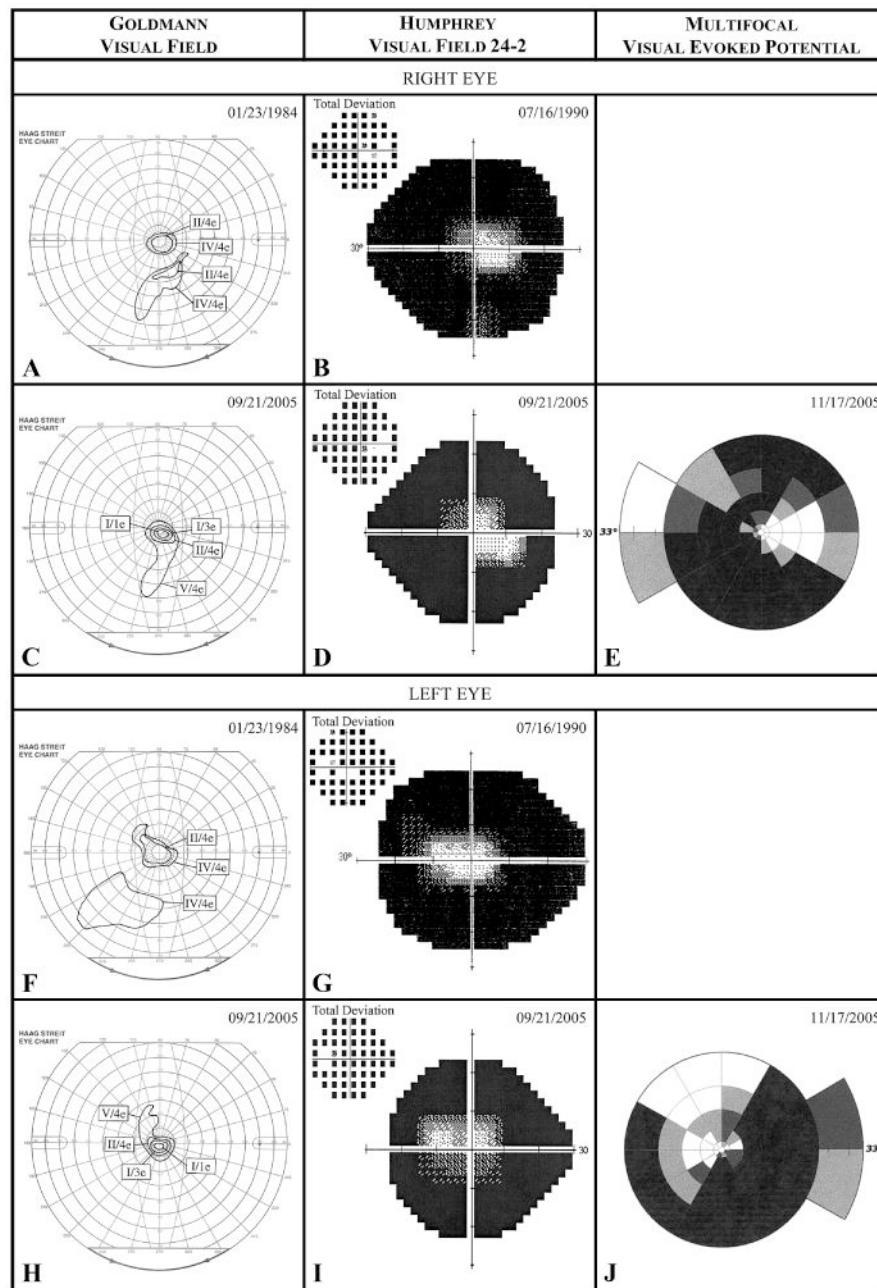 GOLDMANN
VISUAL FIELD
HUMPHREY
VISUAL FIELD 24-2
MULTIFOCAL
VISUAL EVOKED POTENTIAL
RIGHT EYE
01/23/1984
HAAG STREIT
EYE CHART
II/4e
IV/4e
II/4e
IV/4e
A
Total Deviation
07/16/1990
30°
B
09/21/2005
HAAG STREIT
EYE CHART
I/1e
I/3e
II/4e
V/4e
C
Total Deviation
09/21/2005
30
D
11/17/2005
33°
E
LEFT EYE
01/23/1984
HAAG STREIT
EYE CHART
II/4e
IV/4e
IV/4e
F
Total Deviation
07/16/1990
30°
G
09/21/2005
HAAG STREIT
EYE CHART
V/4e
II/4e
I/3e
I/1e
H
Total Deviation
09/21/2005
30
I
11/17/2005
33
J